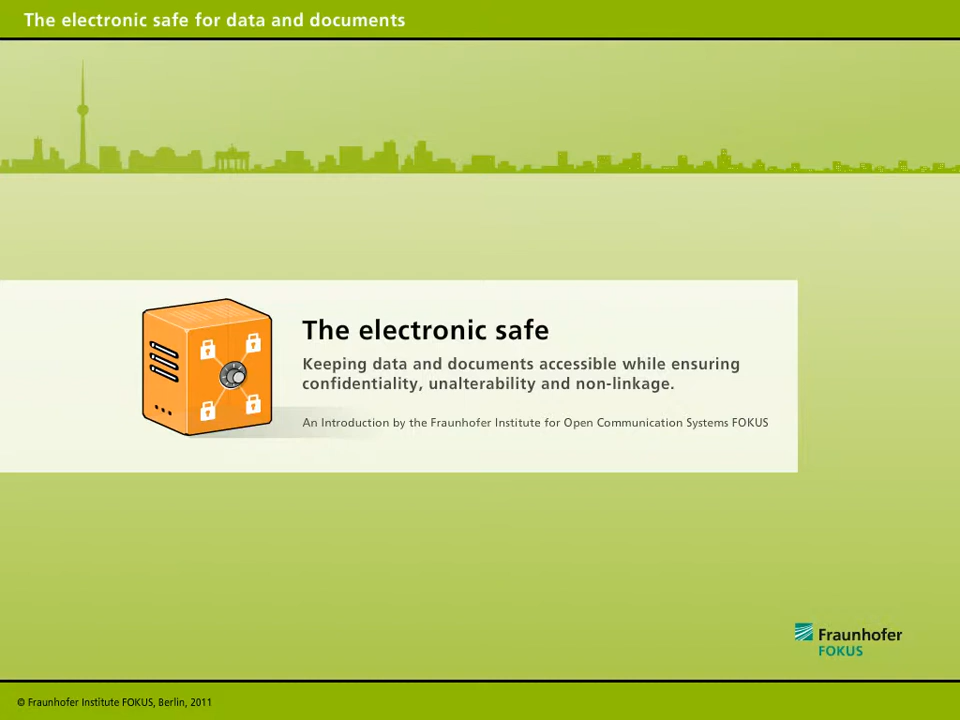 The electronic safe for data and documents
The electronic safe
Keeping data and documents accessible while ensuring
confidentiality, unalterability and non-linkage.
An Introduction by the Fraunhofer Institute for Open Communication Systems FOKUS
Fraunhofer
FOKUS
© Fraunhofer Institute FOKUS, Berlin, 2011